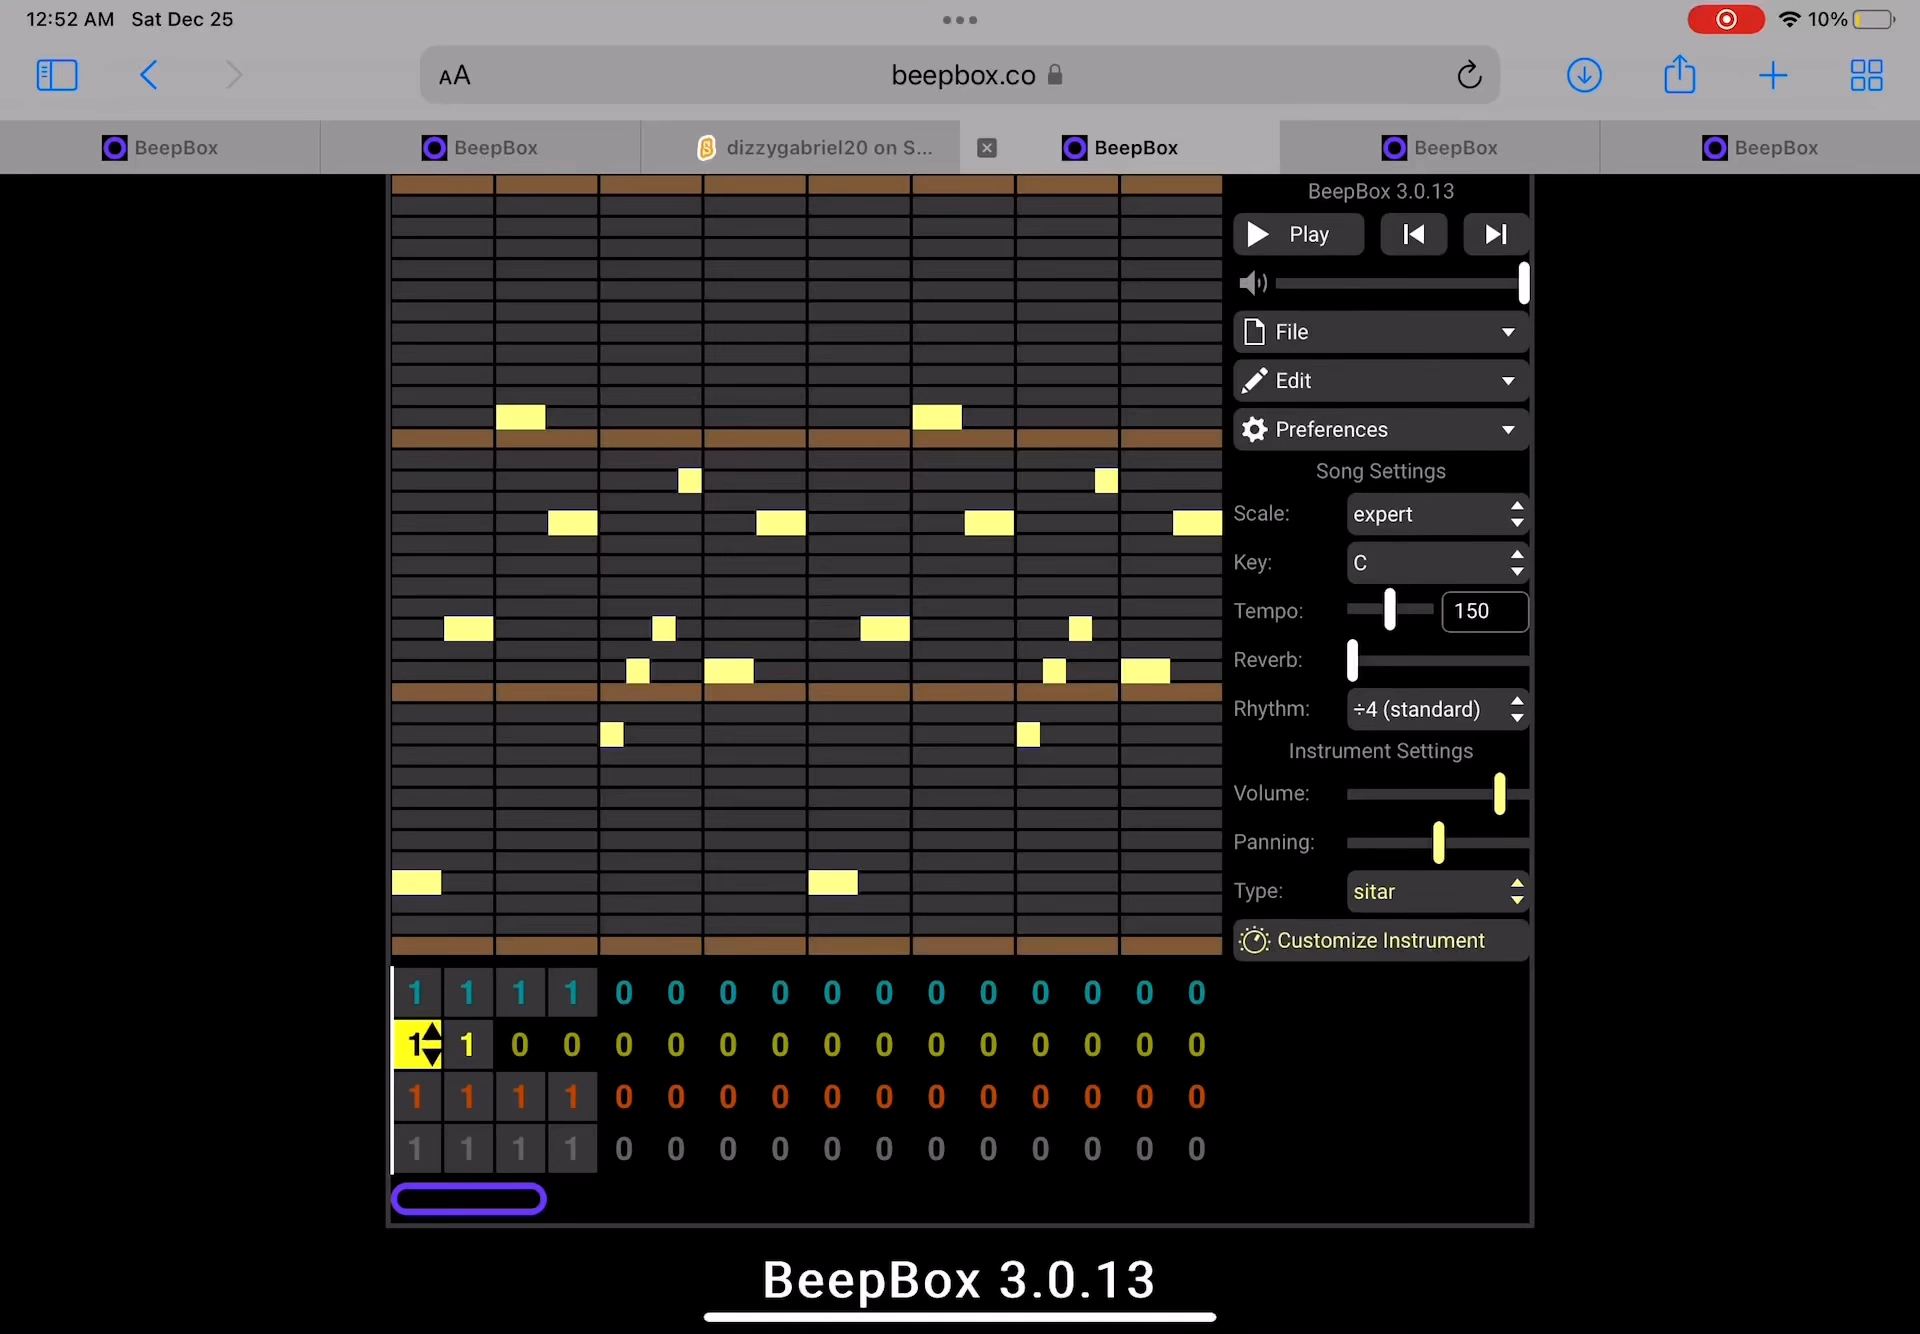 12:52 AM Sat Dec 25
10%
AA
beepbox.co
BeepBox
BeepBox
dizzygabriel20 on S...
BeepBox
BeepBox
BeepBox
BeepBox 3.0.13
Play
File
Edit
Preferences
Song Settings
Scale: expert
Key: C
Tempo: 150
Reverb:
Rhythm: ÷4 (standard)
Instrument Settings
Volume:
Panning:
Type: sitar
Customize Instrument
1 1 1 1 0 0 0 0 0 0 0 0 0 0 0 0
1 1 0 0 0 0 0 0 0 0 0 0 0 0 0 0
1 1 1 1 0 0 0 0 0 0 0 0 0 0 0 0
1 1 1 1 0 0 0 0 0 0 0 0 0 0 0 0
BeepBox 3.0.13